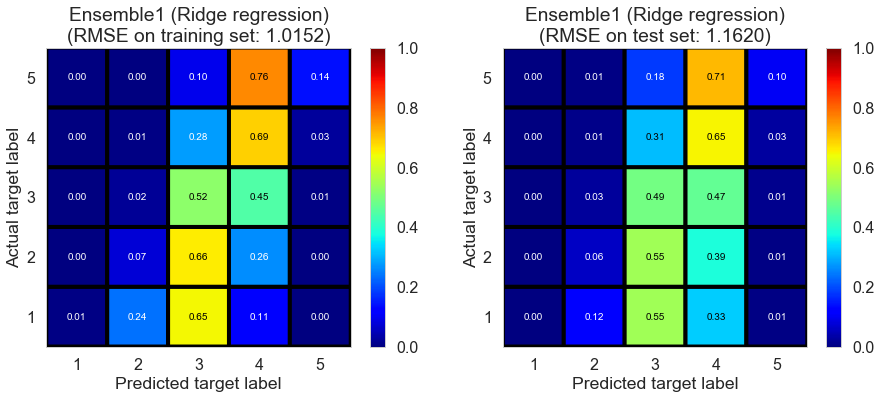 Ensemble1 (Ridge regression)
(RMSE on training set: 1.0152)
Actual target label
5 0.00 0.00 0.10 0.76 0.14
4 0.00 0.01 0.28 0.69 0.03
3 0.00 0.02 0.52 0.45 0.01
2 0.00 0.07 0.66 0.26 0.00
1 0.01 0.24 0.65 0.11 0.00
1 2 3 4 5
Predicted target label
1.0
0.8
0.6
0.4
0.2
0.0
Ensemble1 (Ridge regression)
(RMSE on test set: 1.1620)
Actual target label
5 0.00 0.01 0.18 0.71 0.10
4 0.00 0.01 0.31 0.65 0.03
3 0.00 0.03 0.49 0.47 0.01
2 0.00 0.06 0.55 0.39 0.01
1 0.00 0.12 0.55 0.33 0.01
1 2 3 4 5
Predicted target label
1.0
0.8
0.6
0.4
0.2
0.0